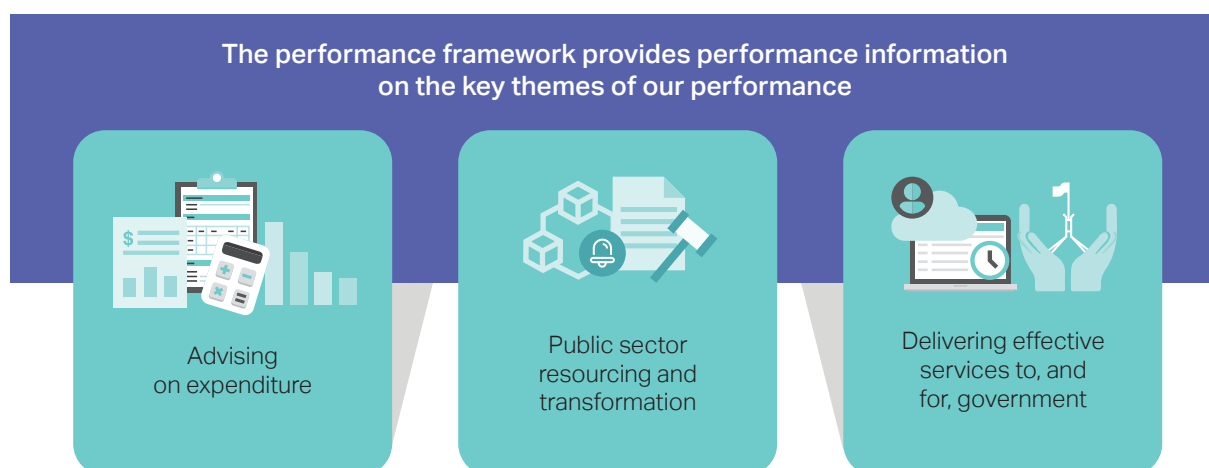 The performance framework provides performance information
on the key themes of our performance
$
Advising
on expenditure
Public sector
resourcing and
transformation
Delivering effective
services to, and
for, government